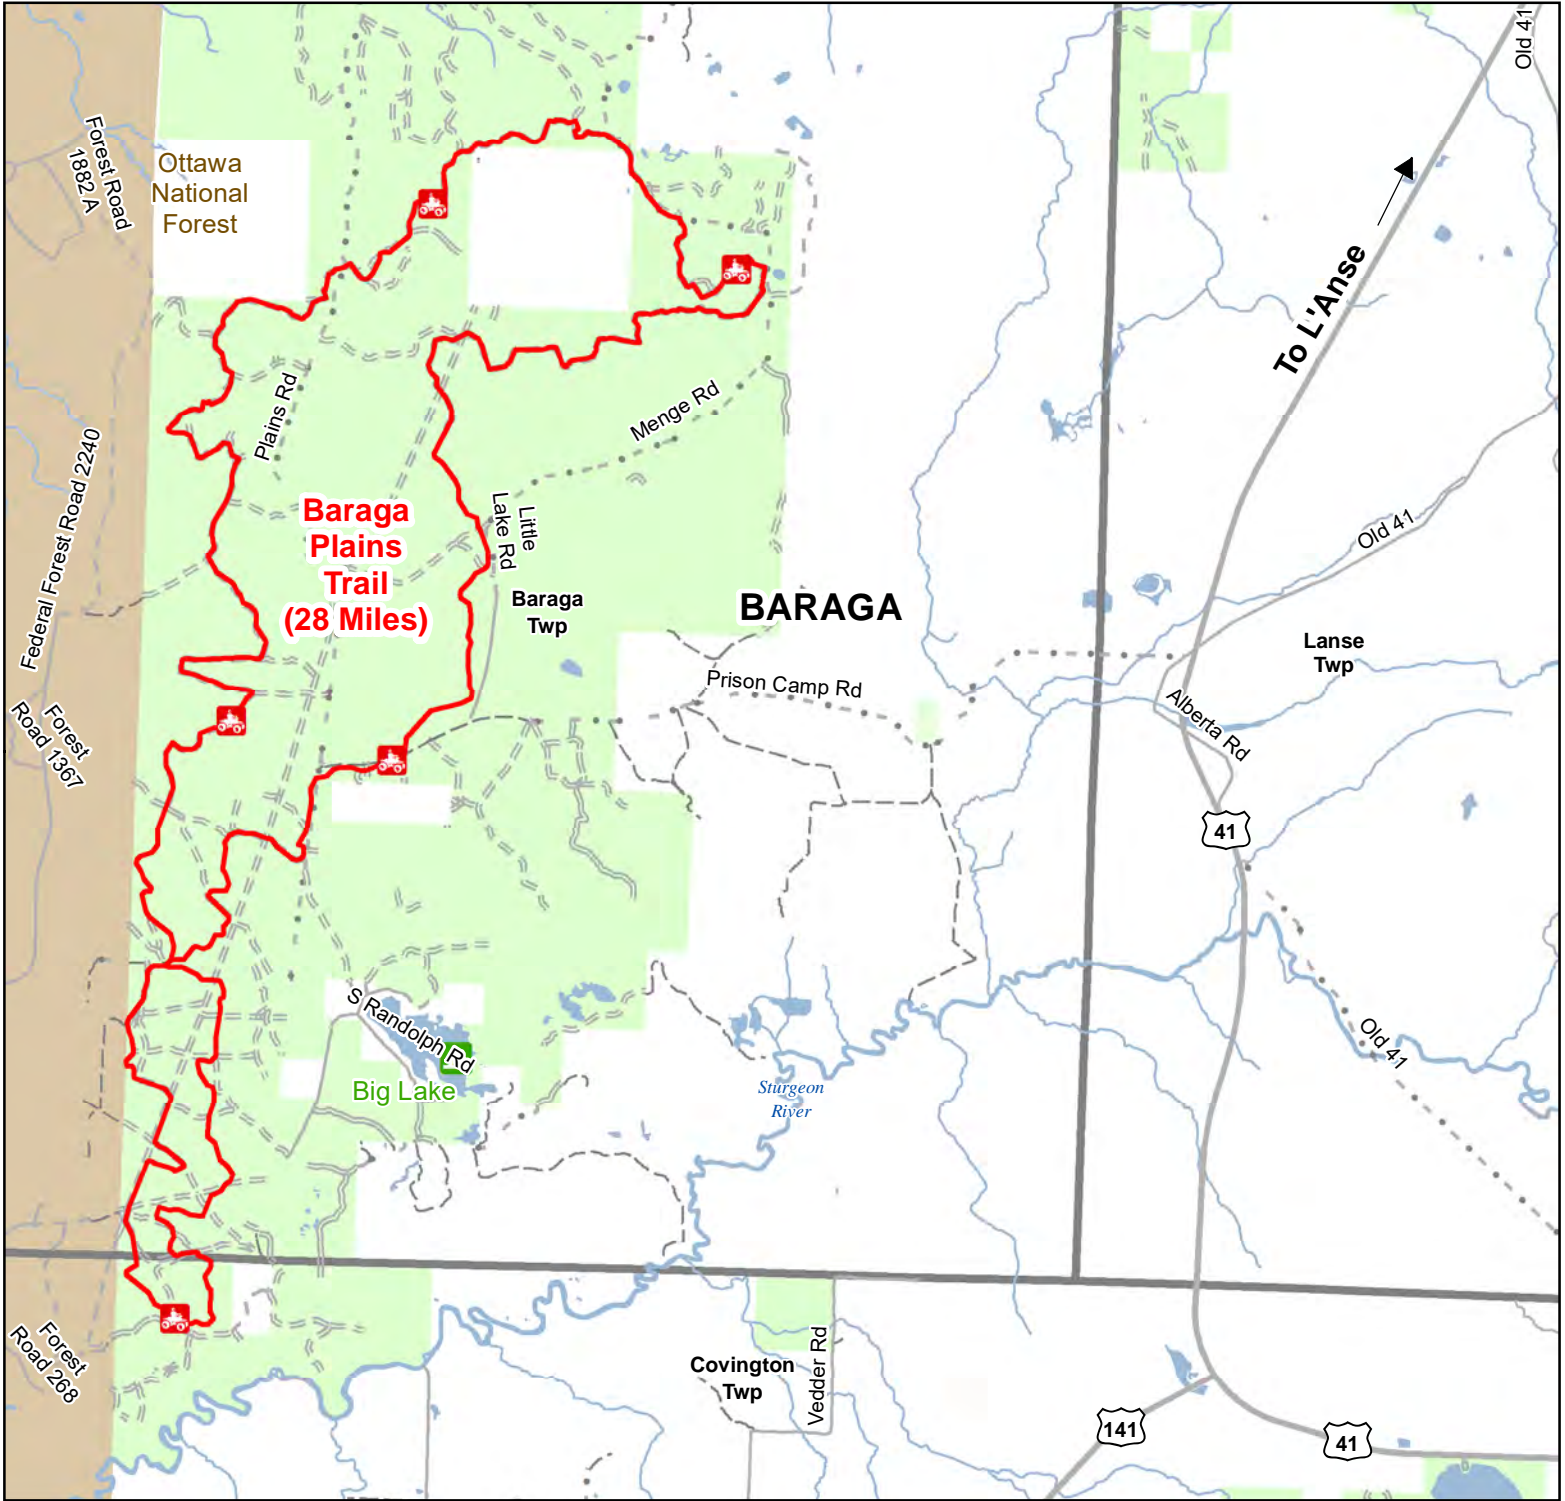 Old 41
Forest Road
1882 A
Ottawa
National
Forest
To L'Anse
Plains Rd
Menge Rd
Federal Forest Road 2240
Little
Lake Rd
Baraga
Plains
Trail
(28 Miles)
Old 41
Baraga
Twp
BARAGA
Lanse
Twp
Prison Camp Rd
Alberta Rd
Forest
Road 1367
41
S Randolph Rd
Old 41
Big Lake
Sturgeon
River
Forest
Road 268
Covington
Twp
Vedder Rd
141
41